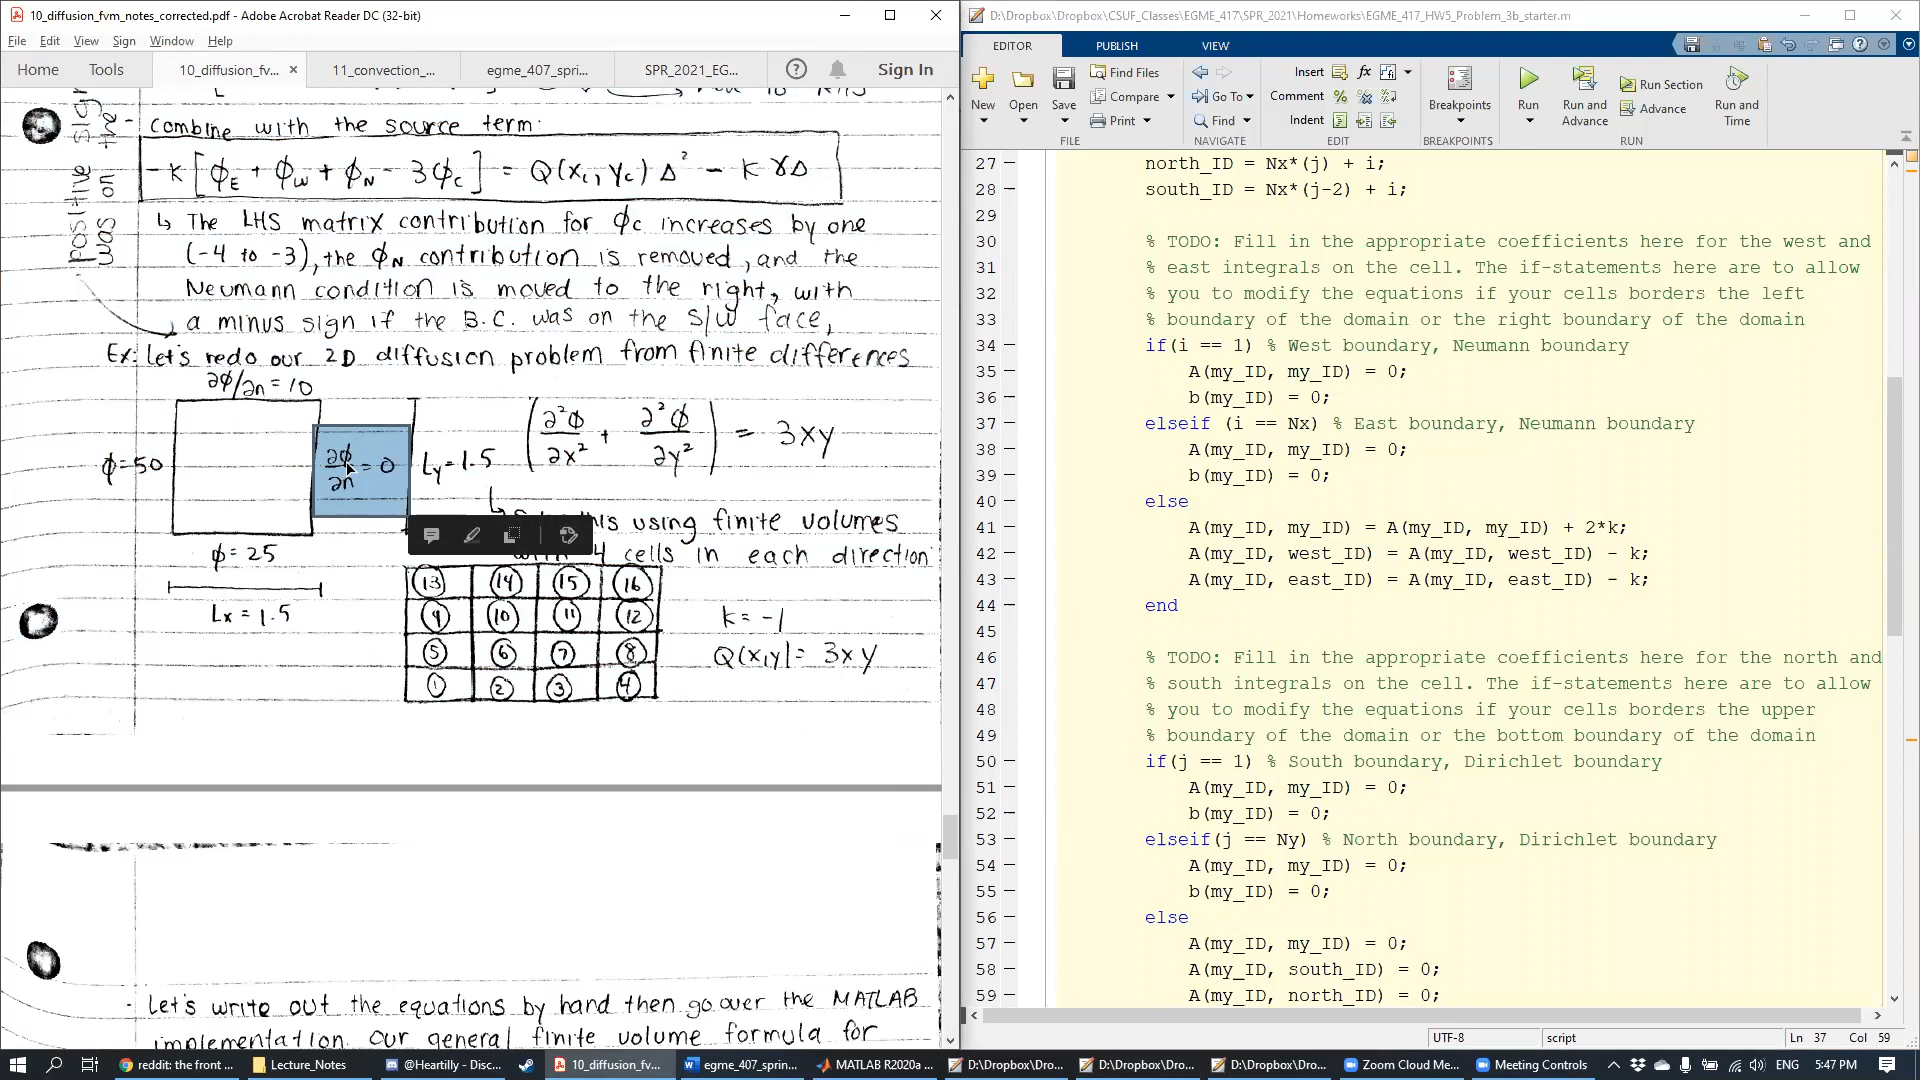 10_diffusion_fvm_notes_corrected.pdf - Adobe Acrobat Reader DC (32-bit)
File Edit View Sign Window Help
Home Tools 10_diffusion_fv... × 11_convection_... egme_407_spri... SPR_2021_EG... Sign In
positive sign
was on the
Combine with the source term:
-K[ϕE + ϕW + ϕN - 3ϕC] = Q(xc, yc)Δ² - KγΔ
↳ The LHS matrix contribution for ϕc increases by one
(-4 to -3), the ϕN contribution is removed, and the
Neumann condition is moved to the right, with
a minus sign if the B.C. was on the S/W face,
Ex: Let's redo our 2D diffusion problem from finite differences
∂ϕ/∂n = 10
ϕ=50
∂ϕ/∂n = 0
Ly=1.5
(∂²ϕ/∂x² + ∂²ϕ/∂y²) = 3xy
this using finite volumes
4 cells in each direction
ϕ = 25
Lx = 1.5
13 14 15 16
9 10 11 12
5 6 7 8
1 2 3 4
K = -1
Q(x,y) = 3xy
- Let's write out the equations by hand then go over the MATLAB
implementation. Our general finite volume formula for
D:\Dropbox\Dropbox\CSUF_Classes\EGME_417\SPR_2021\Homeworks\EGME_417_HW5_Problem_3b_starter.m
EDITOR PUBLISH VIEW
New Open Save
Find Files
Compare
Print
FILE
Go To
Find
NAVIGATE
Insert
Comment
Indent
EDIT
Breakpoints
BREAKPOINTS
Run
Run and Advance
Run Section
Advance
Run and Time
RUN
27 north_ID = Nx*(j) + i;
28 south_ID = Nx*(j-2) + i;
29
30 % TODO: Fill in the appropriate coefficients here for the west and
31 % east integrals on the cell. The if-statements here are to allow
32 % you to modify the equations if your cells borders the left
33 % boundary of the domain or the right boundary of the domain
34 if(i == 1) % West boundary, Neumann boundary
35 A(my_ID, my_ID) = 0;
36 b(my_ID) = 0;
37 elseif (i == Nx) % East boundary, Neumann boundary
38 A(my_ID, my_ID) = 0;
39 b(my_ID) = 0;
40 else
41 A(my_ID, my_ID) = A(my_ID, my_ID) + 2*k;
42 A(my_ID, west_ID) = A(my_ID, west_ID) - k;
43 A(my_ID, east_ID) = A(my_ID, east_ID) - k;
44 end
45
46 % TODO: Fill in the appropriate coefficients here for the north and
47 % south integrals on the cell. The if-statements here are to allow
48 % you to modify the equations if your cells borders the upper
49 % boundary of the domain or the bottom boundary of the domain
50 if(j == 1) % South boundary, Dirichlet boundary
51 A(my_ID, my_ID) = 0;
52 b(my_ID) = 0;
53 elseif(j == Ny) % North boundary, Dirichlet boundary
54 A(my_ID, my_ID) = 0;
55 b(my_ID) = 0;
56 else
57 A(my_ID, my_ID) = 0;
58 A(my_ID, south_ID) = 0;
59 A(my_ID, north_ID) = 0;
UTF-8 script Ln 37 Col 59
reddit: the front ... Lecture_Notes @Heartilly - Disc... 10_diffusion_fv... egme_407_sprin... MATLAB R2020a ... D:\Dropbox\Dro... D:\Dropbox\Dro... D:\Dropbox\Dro... Zoom Cloud Me... Meeting Controls ENG 5:47 PM